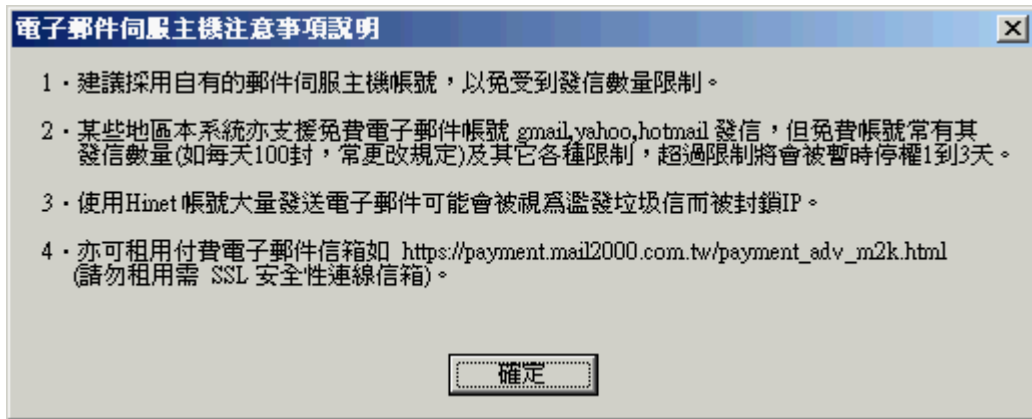 電子郵件伺服主機注意事項說明
1．建議採用自有的郵件伺服主機帳號，以免受到發信數量限制。
2．某些地區本系統亦支援免費電子郵件帳號 gmail,yahoo,hotmail 發信，但免費帳號常有其
發信數量(如每天100封，常更改規定)及其它各種限制，超過限制將會被暫時停權1到3天。
3．使用Hinet 帳號大量發送電子郵件可能會被視為濫發垃圾信而被封鎖IP。
4．亦可租用付費電子郵件信箱如 https://payment.mail2000.com.tw/payment_adv_m2k.html
(請勿租用需 SSL 安全性連線信箱)。
確定